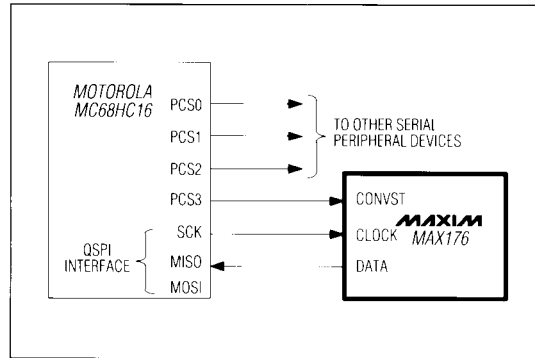 MOTOROLA
MC68HC16
PCS0
PCS1
PCS2
TO OTHER SERIAL
PERIPHERAL DEVICES
PCS3
CONVST
MAXIM
MAX176
SCK
CLOCK
QSPI
INTERFACE
MISO
DATA
MOSI